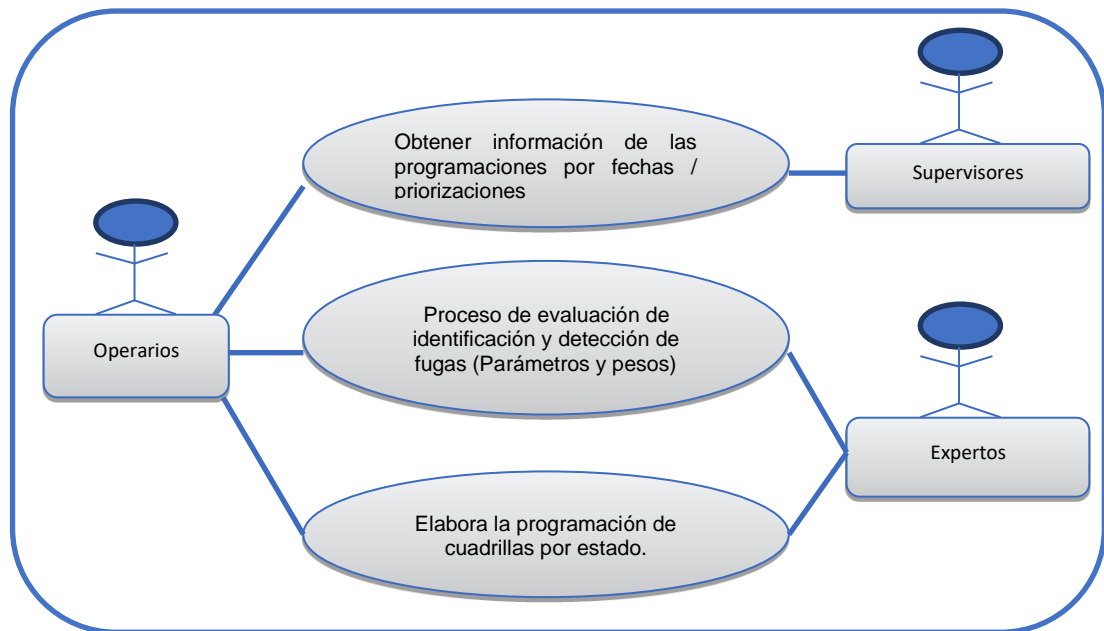 Obtener información de las
programaciones por fechas /
priorizaciones
Supervisores
Operarios
Proceso de evaluación de
identificación y detección de
fugas (Parámetros y pesos)
Expertos
Elabora la programación de
cuadrillas por estado.